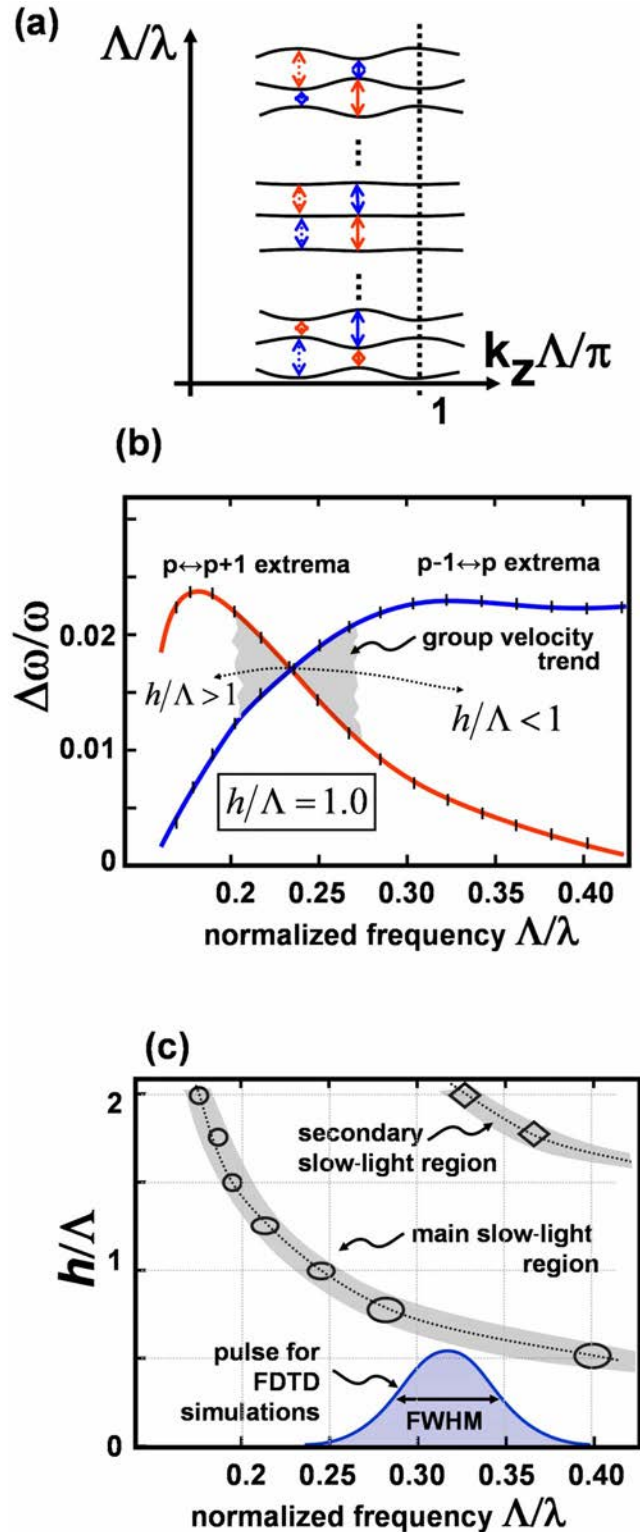 (a)
Λ/λ
k_zΛ/π
1
(b)
Δω/ω
0.02
0.01
0
p↔p+1 extrema
p-1↔p extrema
group velocity
trend
h/Λ>1
h/Λ<1
h/Λ=1.0
0.2
0.25
0.30
0.35
0.40
normalized frequency Λ/λ
(c)
h/Λ
2
1
0
secondary
slow-light region
main slow-light
region
pulse for
FDTD
simulations
FWHM
0.2
0.25
0.30
0.35
0.40
normalized frequency Λ/λ